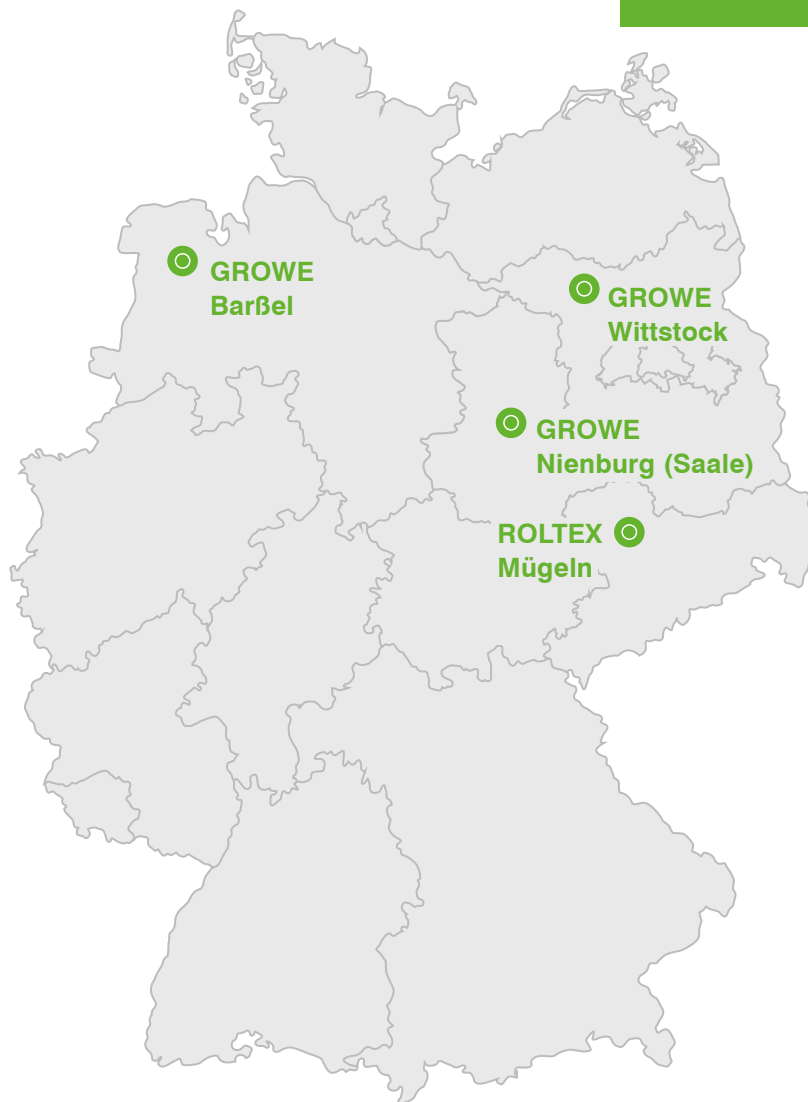 GROWE
Barßel
GROWE
Wittstock
GROWE
Nienburg (Saale)
ROLTEX
Mügeln